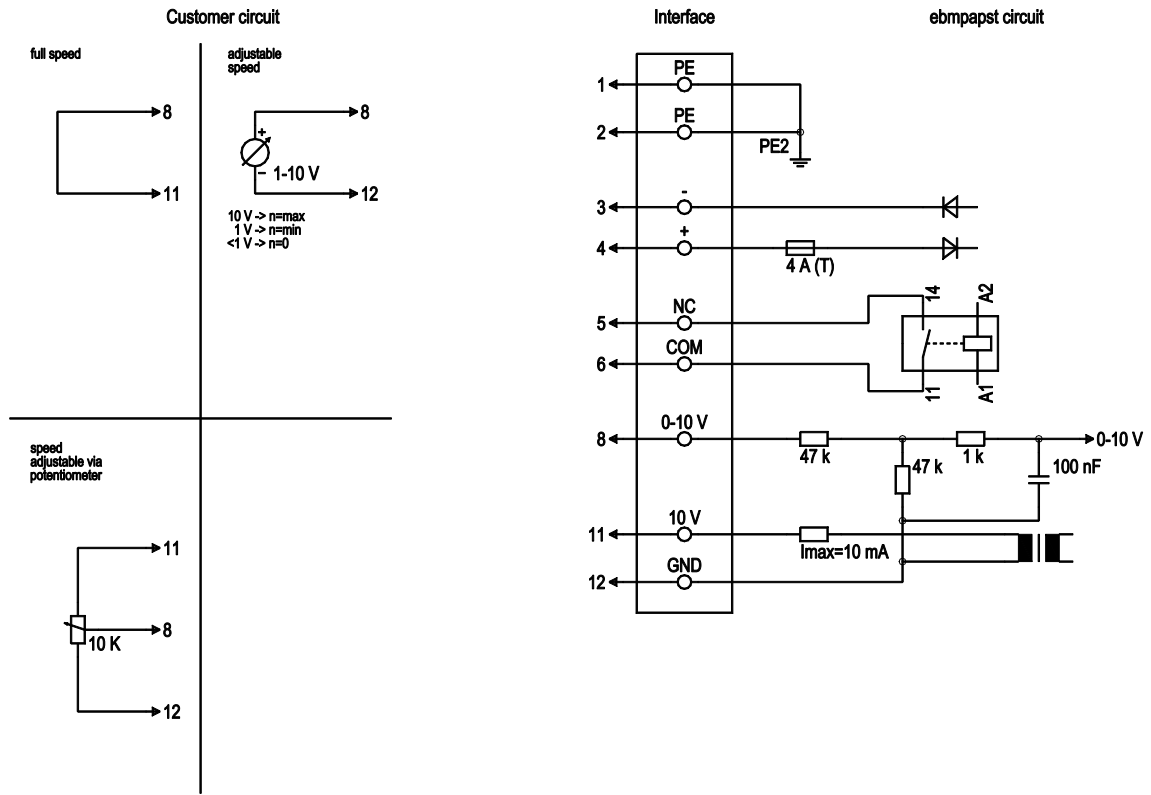 Customer circuit
Interface
ebmpapst circuit
full speed
8
11
adjustable
speed
8
+
1-10 V
−
12
10 V -> n=max
1 V -> n=min
<1 V -> n=0
speed
adjustable via
potentiometer
11
8
10 K
12
PE
1
PE
2
PE2
-
3
+
4
4 A (T)
NC
5
COM
6
14
A2
11
A1
0-10 V
8
47 k
1 k
0-10 V
47 k
100 nF
10 V
11
Imax=10 mA
GND
12